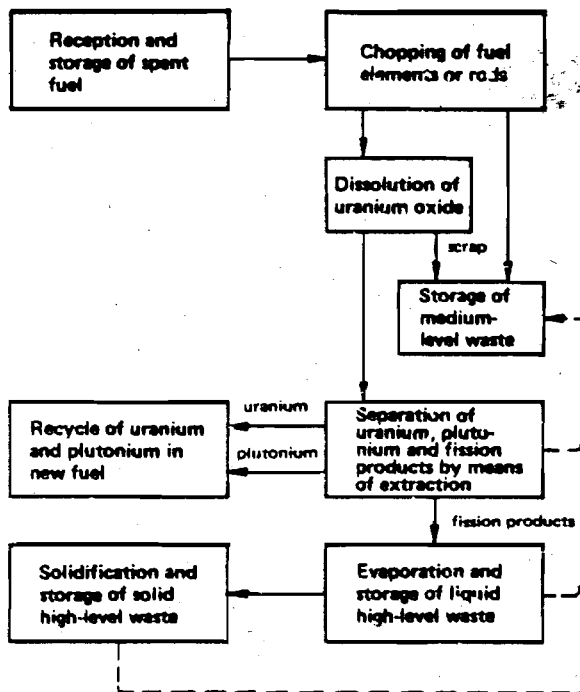 Reception and
storage of spent
fuel
Chopping of fuel
elements or rods
Dissolution of
uranium oxide
scrap
Storage of
medium-
level waste
Recycle of uranium
and plutonium in
new fuel
uranium
plutonium
Separation of
uranium, pluto-
nium and fission
products by means
of extraction
fission products
Solidification and
storage of solid
high-level waste
Evaporation and
storage of liquid
high-level waste